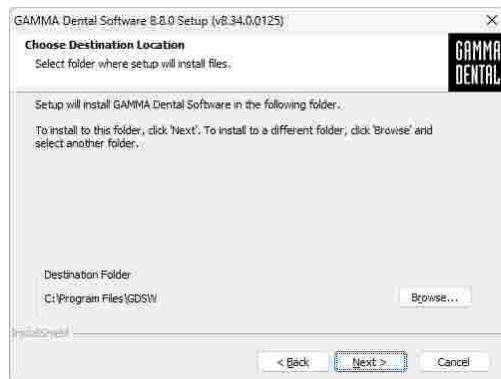 GAMMA Dental Software 8.8.0 Setup (v8.34.0.0125)
Choose Destination Location
Select folder where setup will install files.
GAMMA
DENTAL
Setup will install GAMMA Dental Software in the following folder.
To install to this folder, click 'Next'. To install to a different folder, click 'Browse' and
select another folder.
Destination Folder
C:\Program Files\GDSW
Browse...
InstallShield
< Back
Next >
Cancel